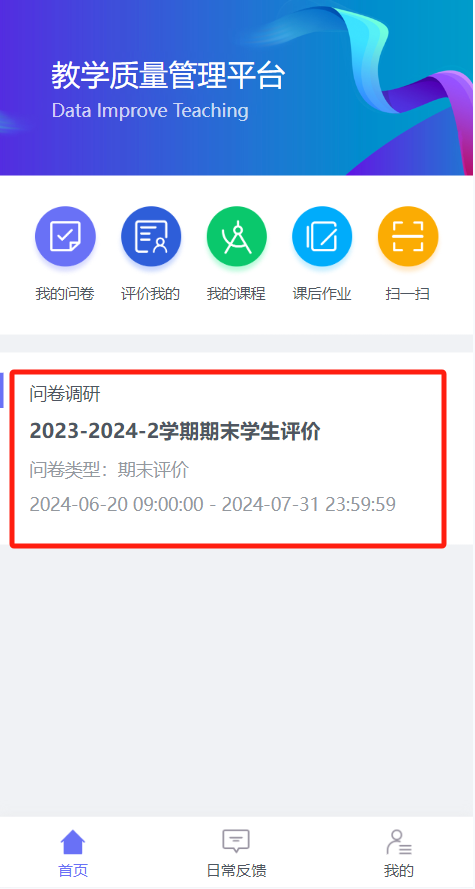 教学质量管理平台
Data Improve Teaching
我的问卷 评价我的 我的课程 课后作业 扫一扫
问卷调研
2023-2024-2学期期末学生评价
问卷类型：期末评价
2024-06-20 09:00:00 - 2024-07-31 23:59:59
首页 日常反馈 我的